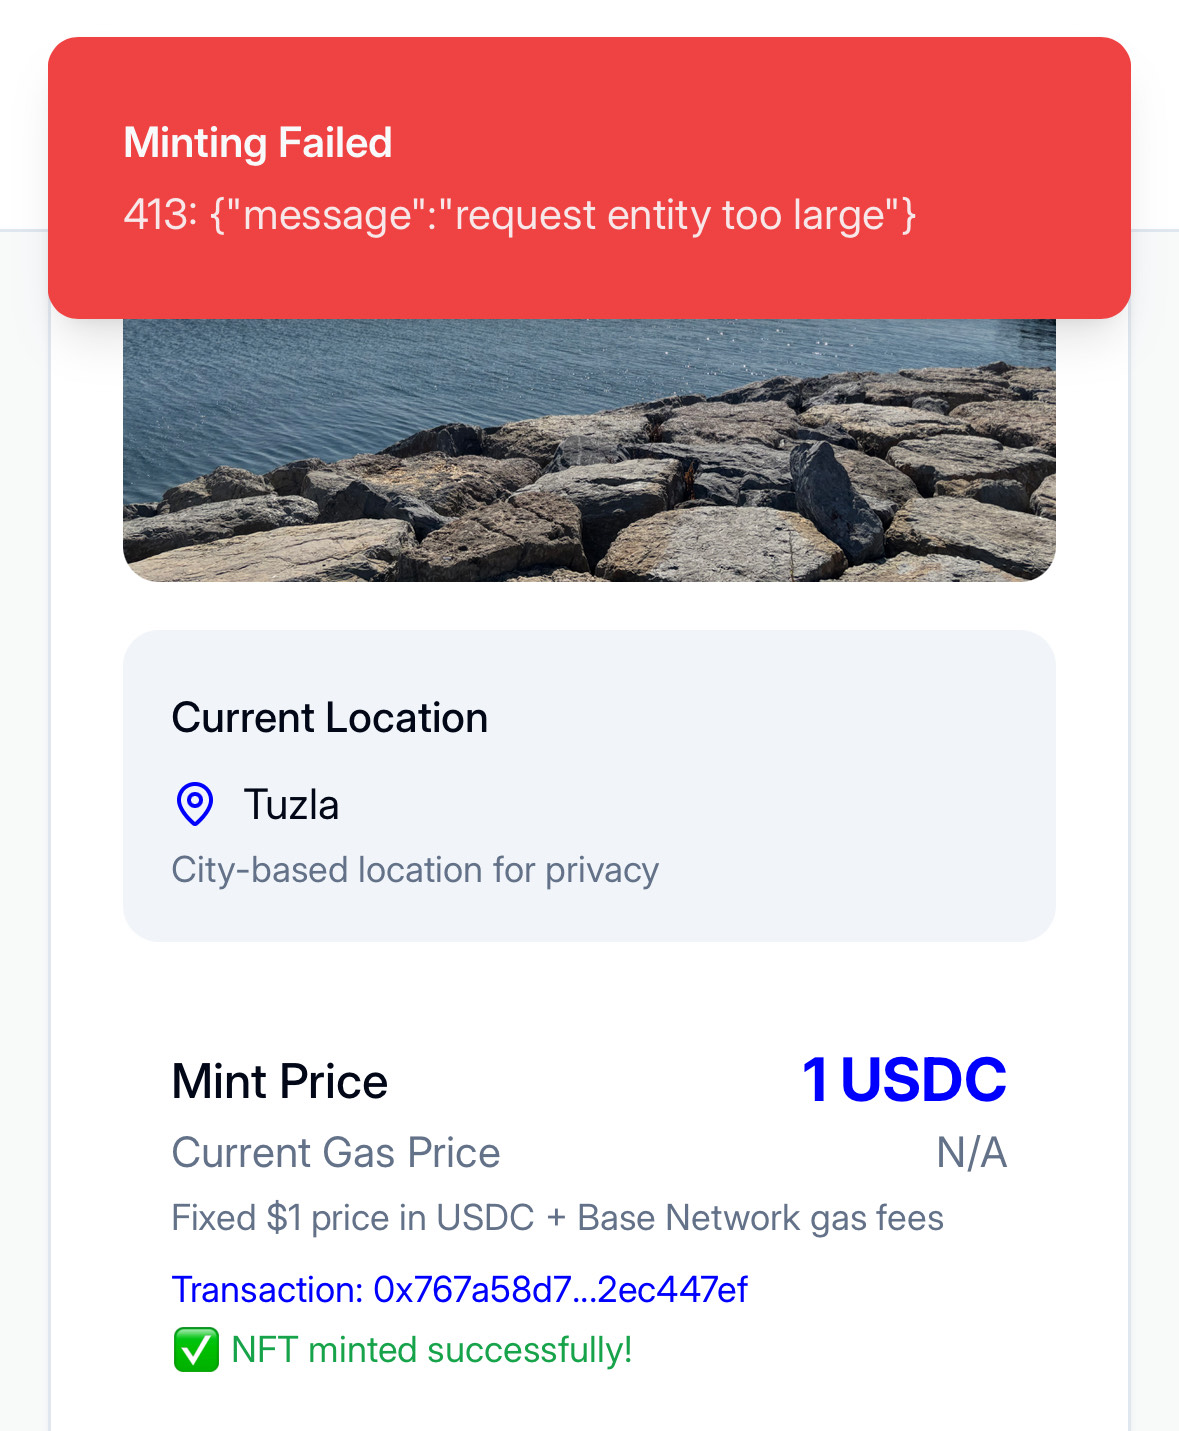 Minting Failed
413: {"message":"request entity too large"}
Current Location
Tuzla
City-based location for privacy
Mint Price 1 USDC
Current Gas Price N/A
Fixed $1 price in USDC + Base Network gas fees
Transaction: 0x767a58d7...2ec447ef
✅ NFT minted successfully!